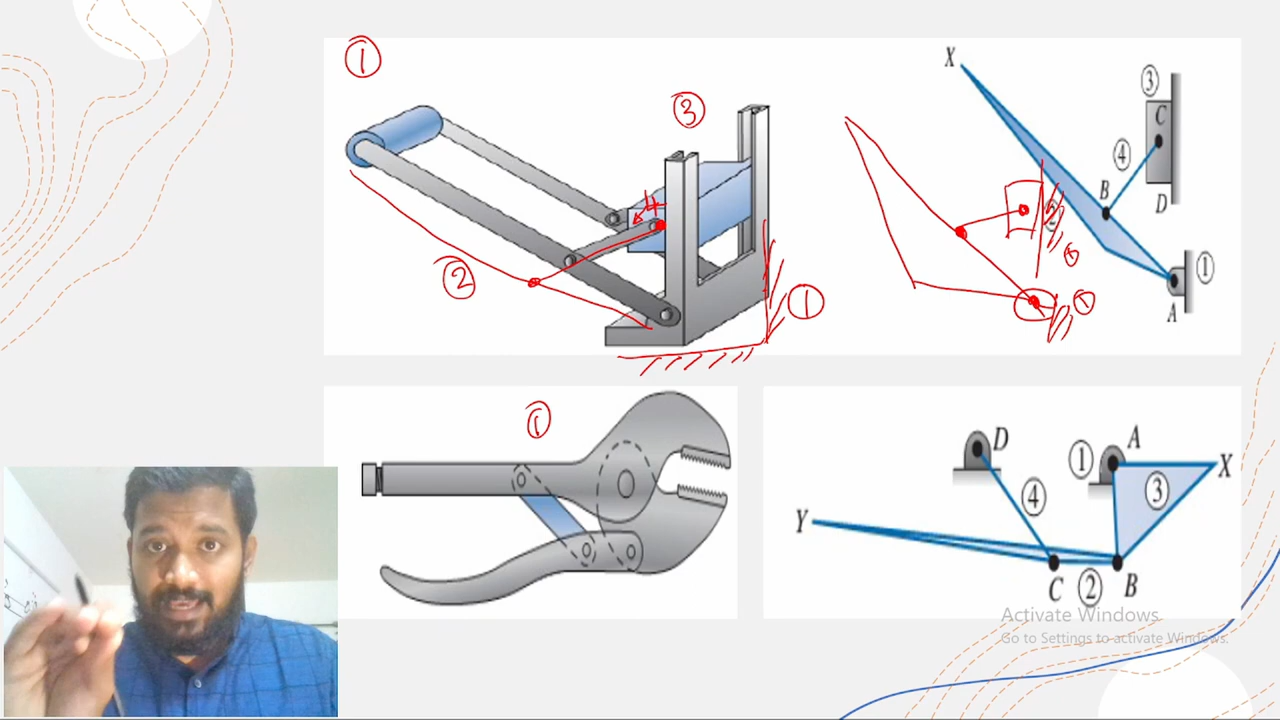 ①
③
4
②
①
X
③
C
④
B
D
②
①
A
①
D
A
①
X
③
④
Y
C
②
B
Activate Windows
Go to Settings to activate Windows.